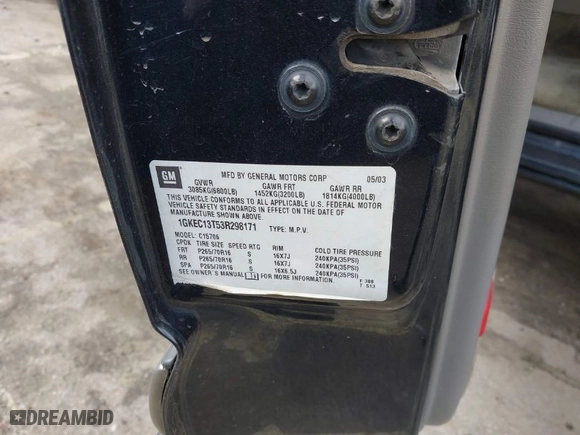 GM
MFD BY GENERAL MOTORS CORP 05/03
GVWR GAWR FRT GAWR RR
3085KG(6800LB) 1452KG(3200LB) 1814KG(4000LB)
THIS VEHICLE CONFORMS TO ALL APPLICABLE U.S. FEDERAL MOTOR
VEHICLE SAFETY STANDARDS IN EFFECT ON THE DATE OF
MANUFACTURE SHOWN ABOVE.
1GKEC13T53R298171 TYPE: M.P.V.
MODEL: C15706
CPDK TIRE SIZE SPEED RTG RIM COLD TIRE PRESSURE
FRT P265/70R16 S 16X7J 240KPA(35PSI)
RR P265/70R16 S 16X7J 240KPA(35PSI)
SPA P265/70R16 S 16X6.5J 240KPA(35PSI)
SEE OWNER'S MANUAL FOR MORE INFORMATION.
T 513
DREAMBID